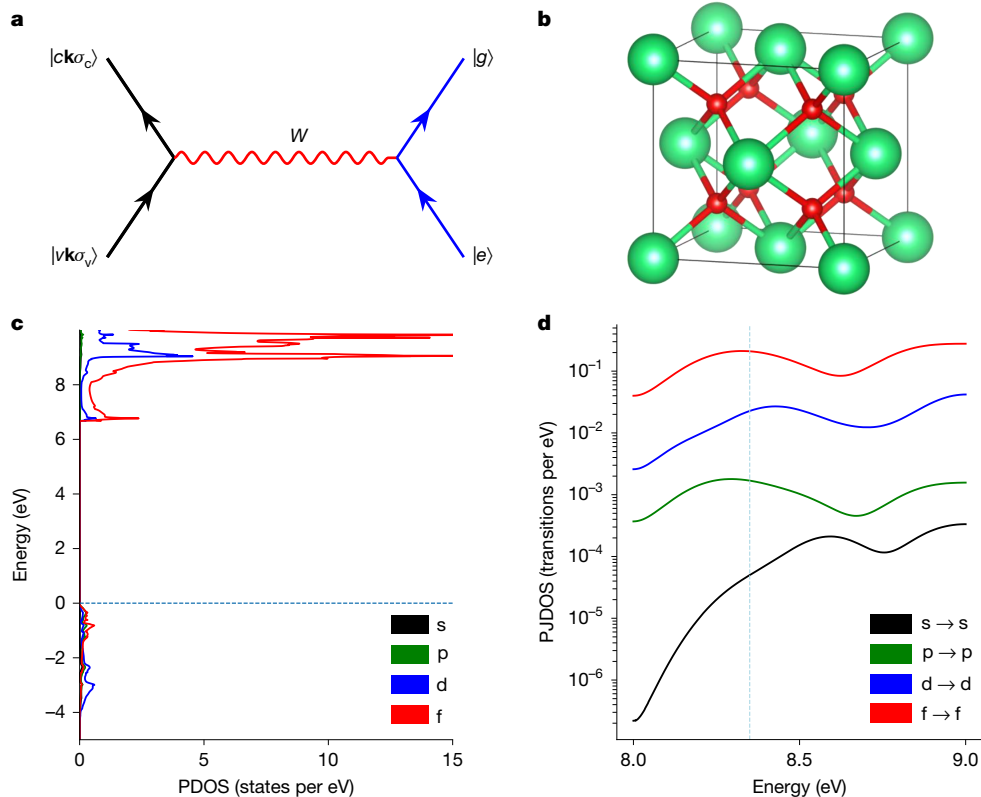 a
|ckσc⟩
|g⟩
W
|vkσv⟩
|e⟩
b
c
8
6
4
2
0
−2
−4
Energy (eV)
s
p
d
f
0
5
10
15
PDOS (states per eV)
d
10⁻¹
10⁻²
10⁻³
10⁻⁴
10⁻⁵
10⁻⁶
PJDOS (transitions per eV)
s → s
p → p
d → d
f → f
8.0
8.5
9.0
Energy (eV)